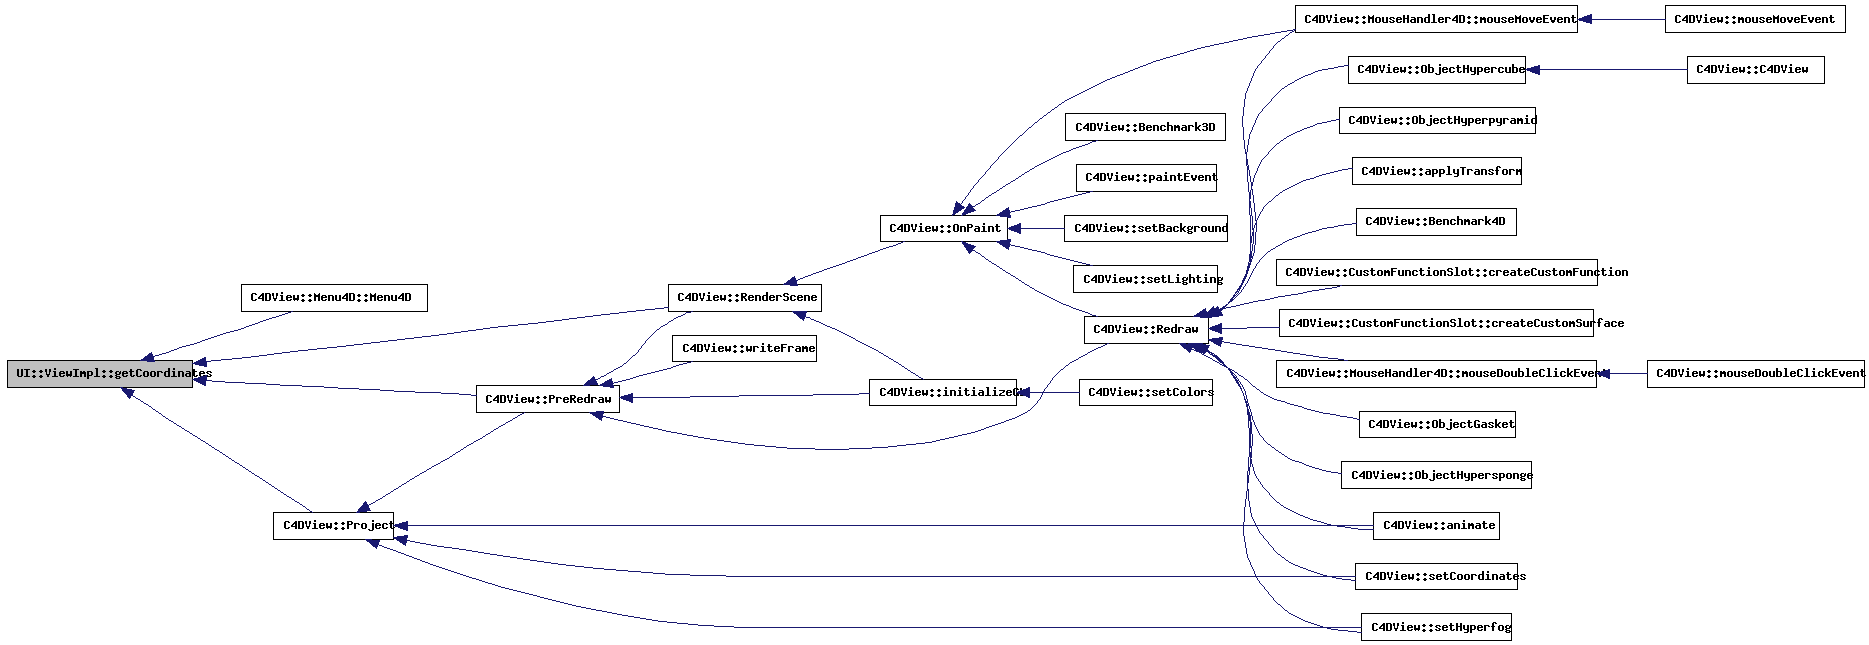 C4DView::MouseHandler4D::mouseMoveEvent
C4DView::mouseMoveEvent
C4DView::ObjectHypercube
C4DView::C4DView
C4DView::ObjectHyperpyramid
C4DView::Benchmark3D
C4DView::paintEvent
C4DView::applyTransform
C4DView::OnPaint
C4DView::setBackground
C4DView::Benchmark4D
C4DView::setLighting
C4DView::CustomFunctionSlot::createCustomFunction
C4DView::Menu4D::Menu4D
C4DView::RenderScene
C4DView::Redraw
C4DView::CustomFunctionSlot::createCustomSurface
C4DView::writeFrame
UI::ViewImpl::getCoordinates
C4DView::MouseHandler4D::mouseDoubleClickEvent
C4DView::mouseDoubleClickEvent
C4DView::PreRedraw
C4DView::initializeGL
C4DView::setColors
C4DView::ObjectGasket
C4DView::ObjectHypersponge
C4DView::Project
C4DView::animate
C4DView::setCoordinates
C4DView::setHyperfog